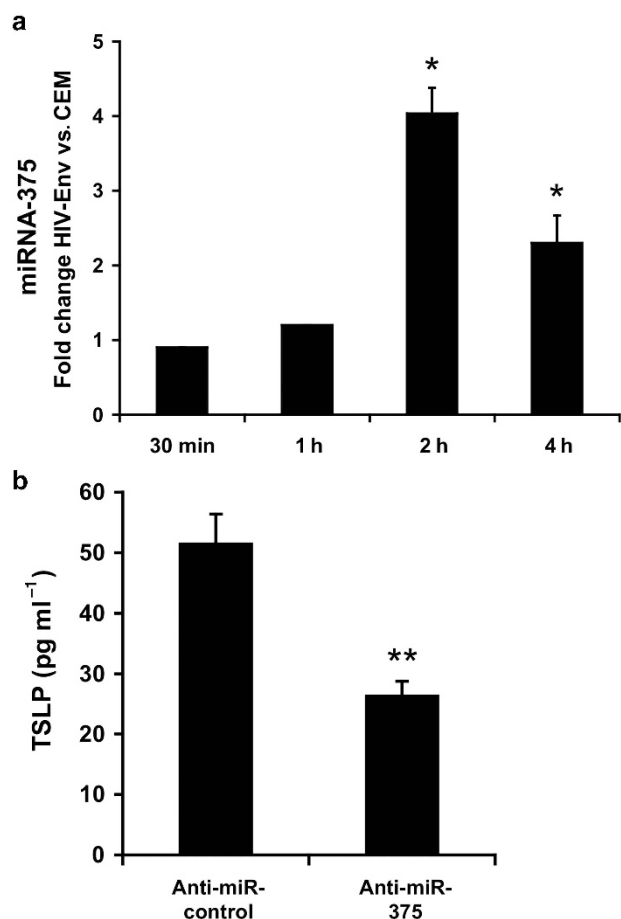 a
miRNA-375
Fold change HIV-Env vs. CEM
5
4
3
2
1
0
*
*
30 min 1 h 2 h 4 h
b
TSLP (pg ml⁻¹)
60
50
40
30
20
10
0
**
Anti-miR-
control
Anti-miR-
375